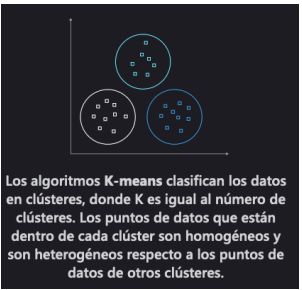 Los algoritmos K-means clasifican los datos
en clústeres, donde K es igual al número de
clústeres. Los puntos de datos que están
dentro de cada clúster son homogéneos y
son heterogéneos respecto a los puntos de
datos de otros clústeres.